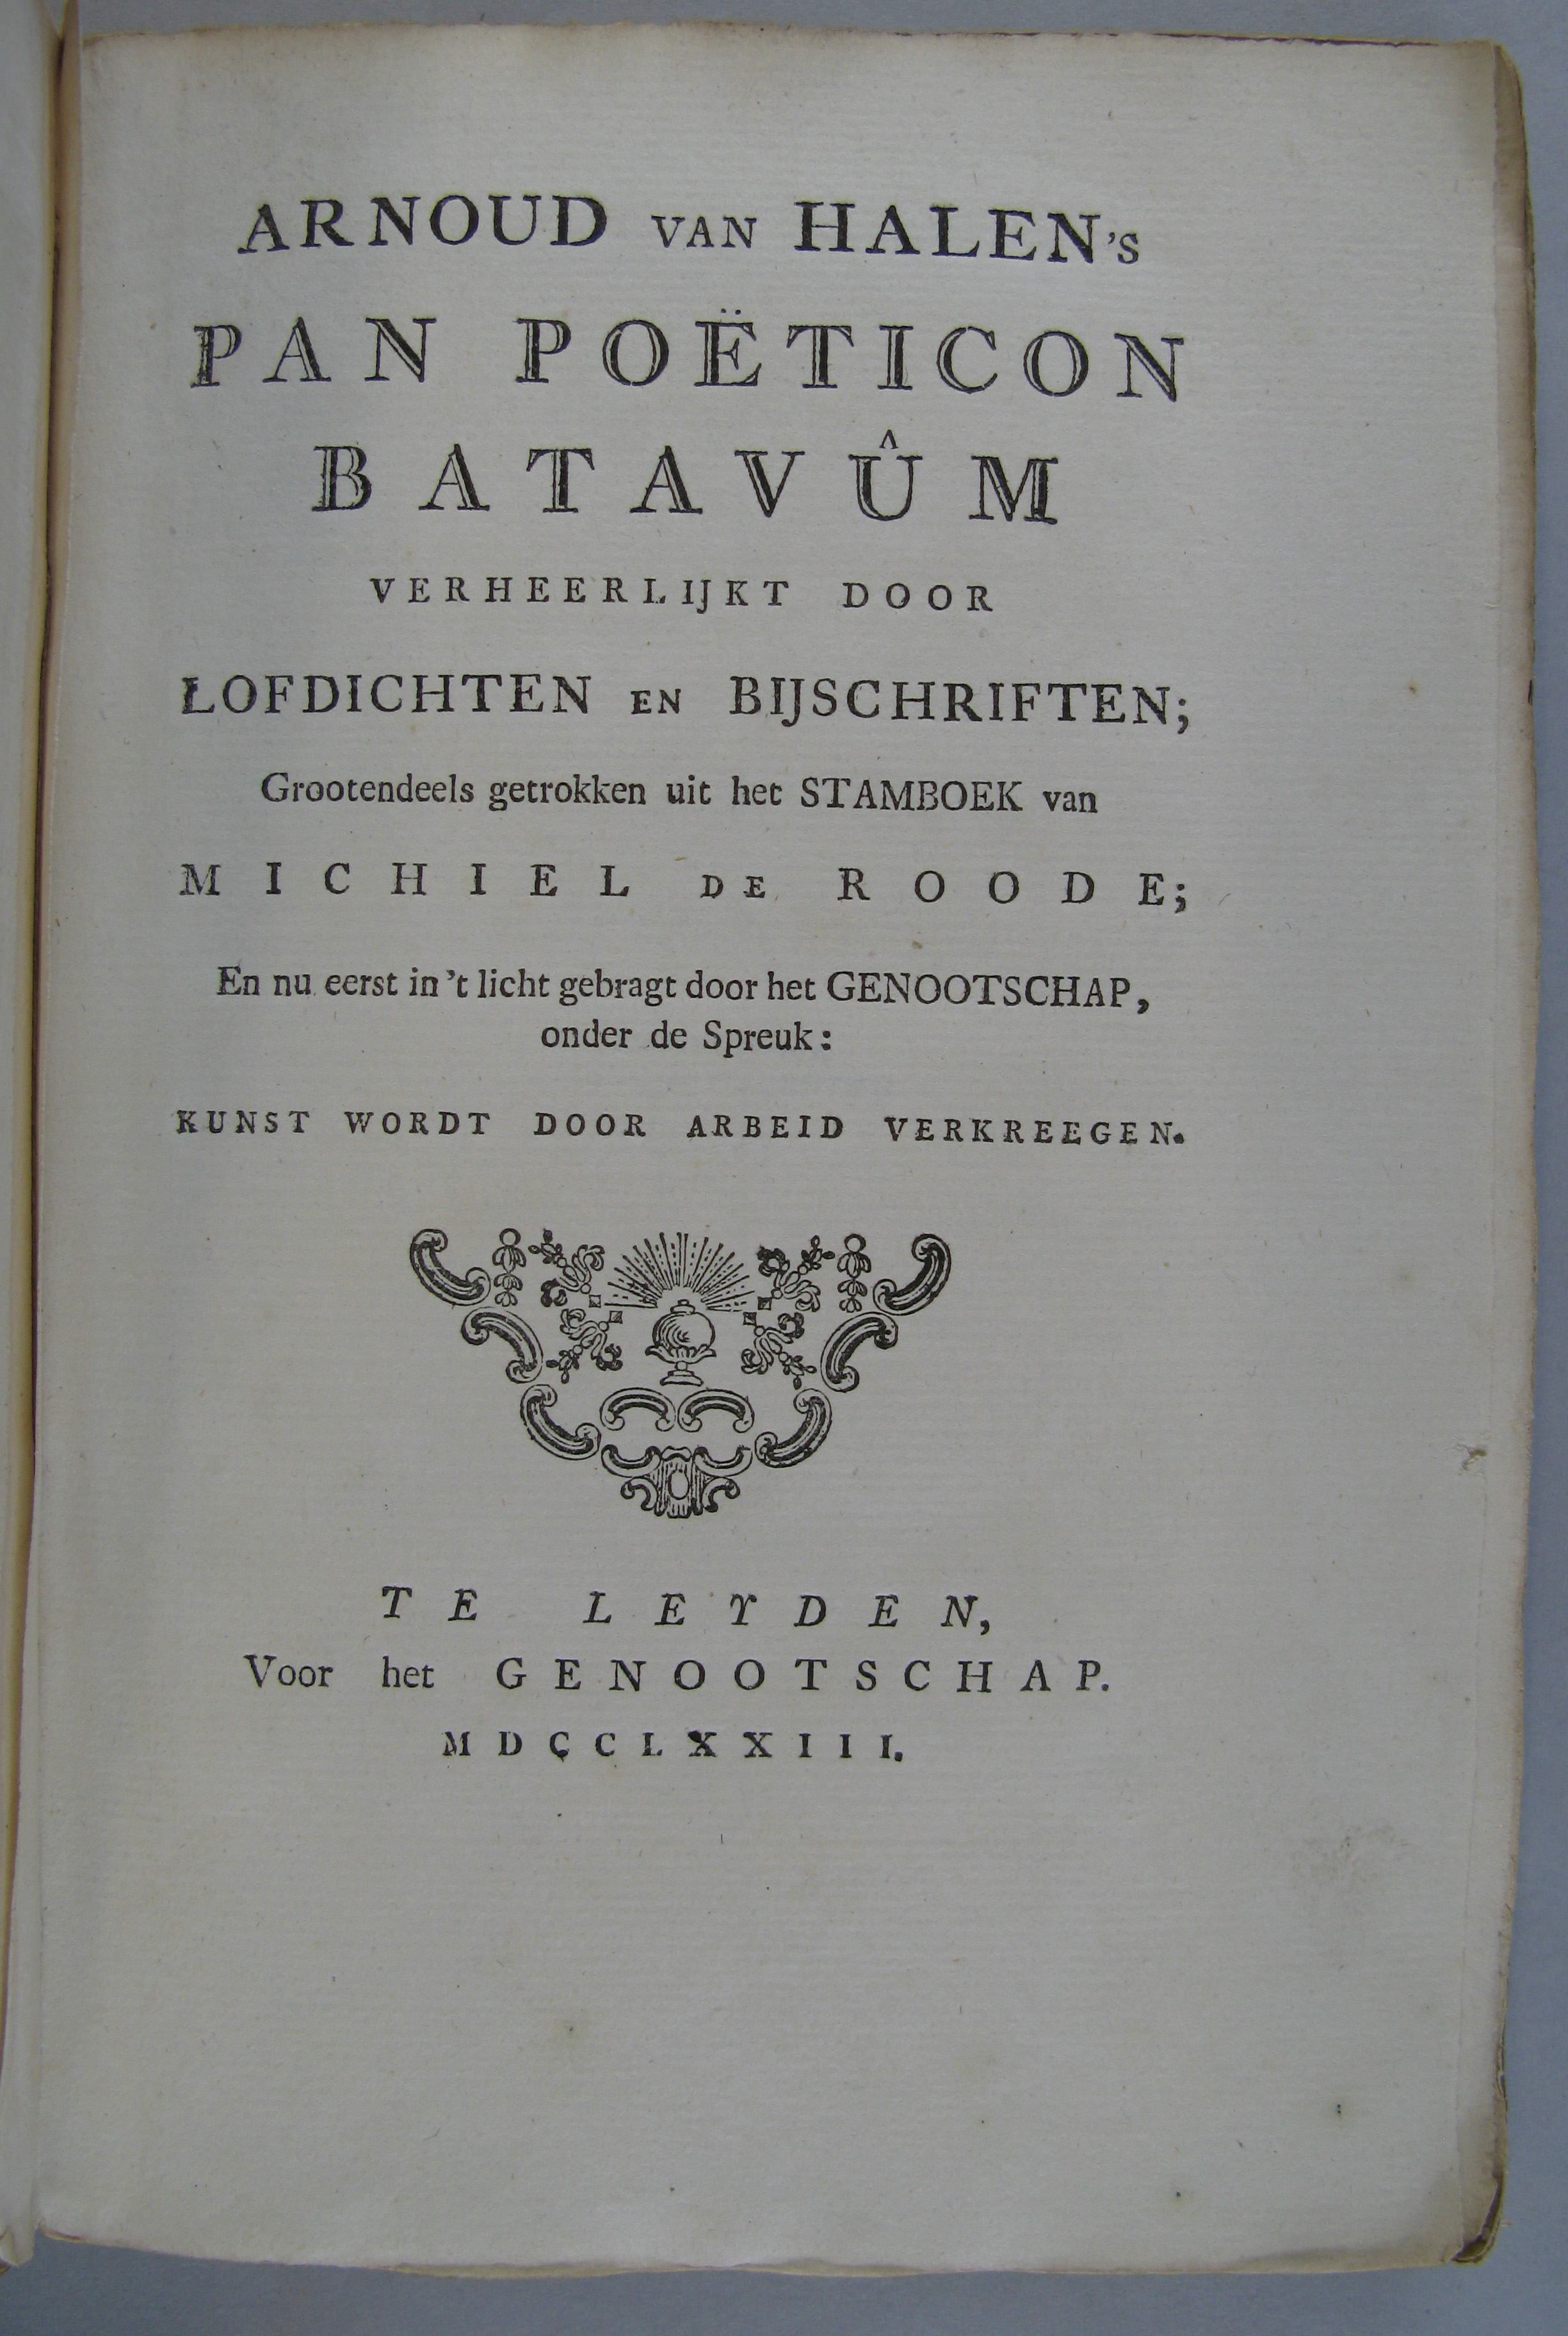 ARNOUD VAN HALEN'S
PAN POËTICON
BATAVÛM
VERHEERLIJKT DOOR
LOFDICHTEN EN BIJSCHRIFTEN;
Grootendeels getrokken uit het STAMBOEK van
MICHIEL DE ROODE;
En nu eerst in 't licht gebragt door het GENOOTSCHAP,
onder de Spreuk:
KUNST WORDT DOOR ARBEID VERKREEGEN.
TE LEYDEN,
Voor het GENOOTSCHAP.
MDCCLXXIII.